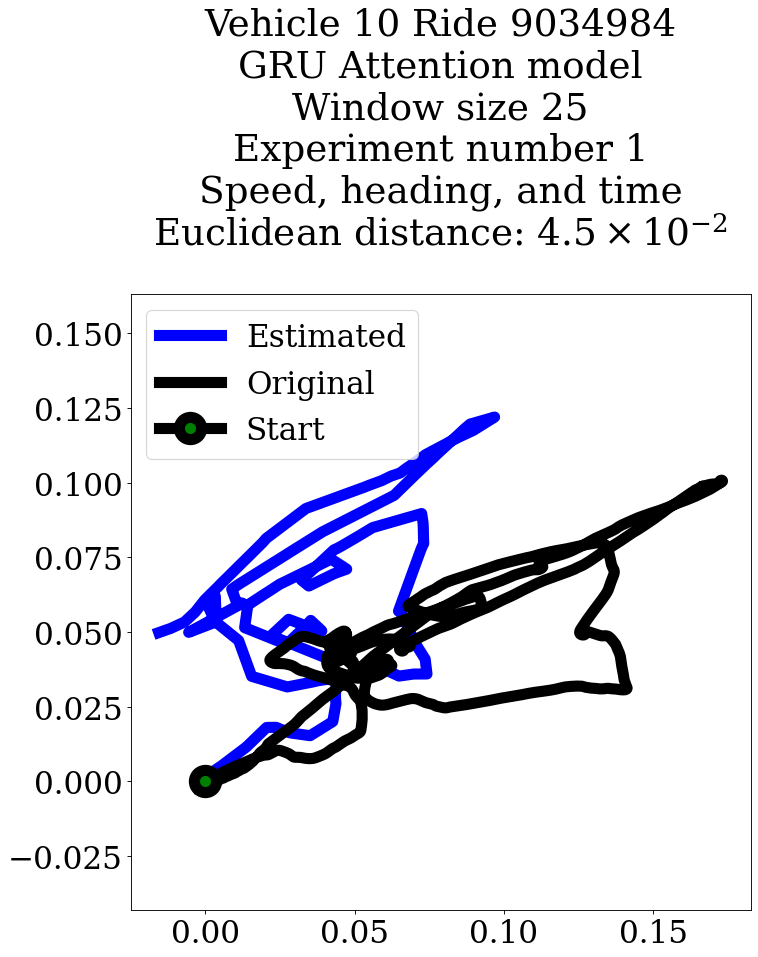 Vehicle 10 Ride 9034984
GRU Attention model
Window size 25
Experiment number 1
Speed, heading, and time
Euclidean distance: 4.5 × 10⁻²
0.150
0.125
0.100
0.075
0.050
0.025
0.000
−0.025
Estimated
Original
Start
0.00 0.05 0.10 0.15